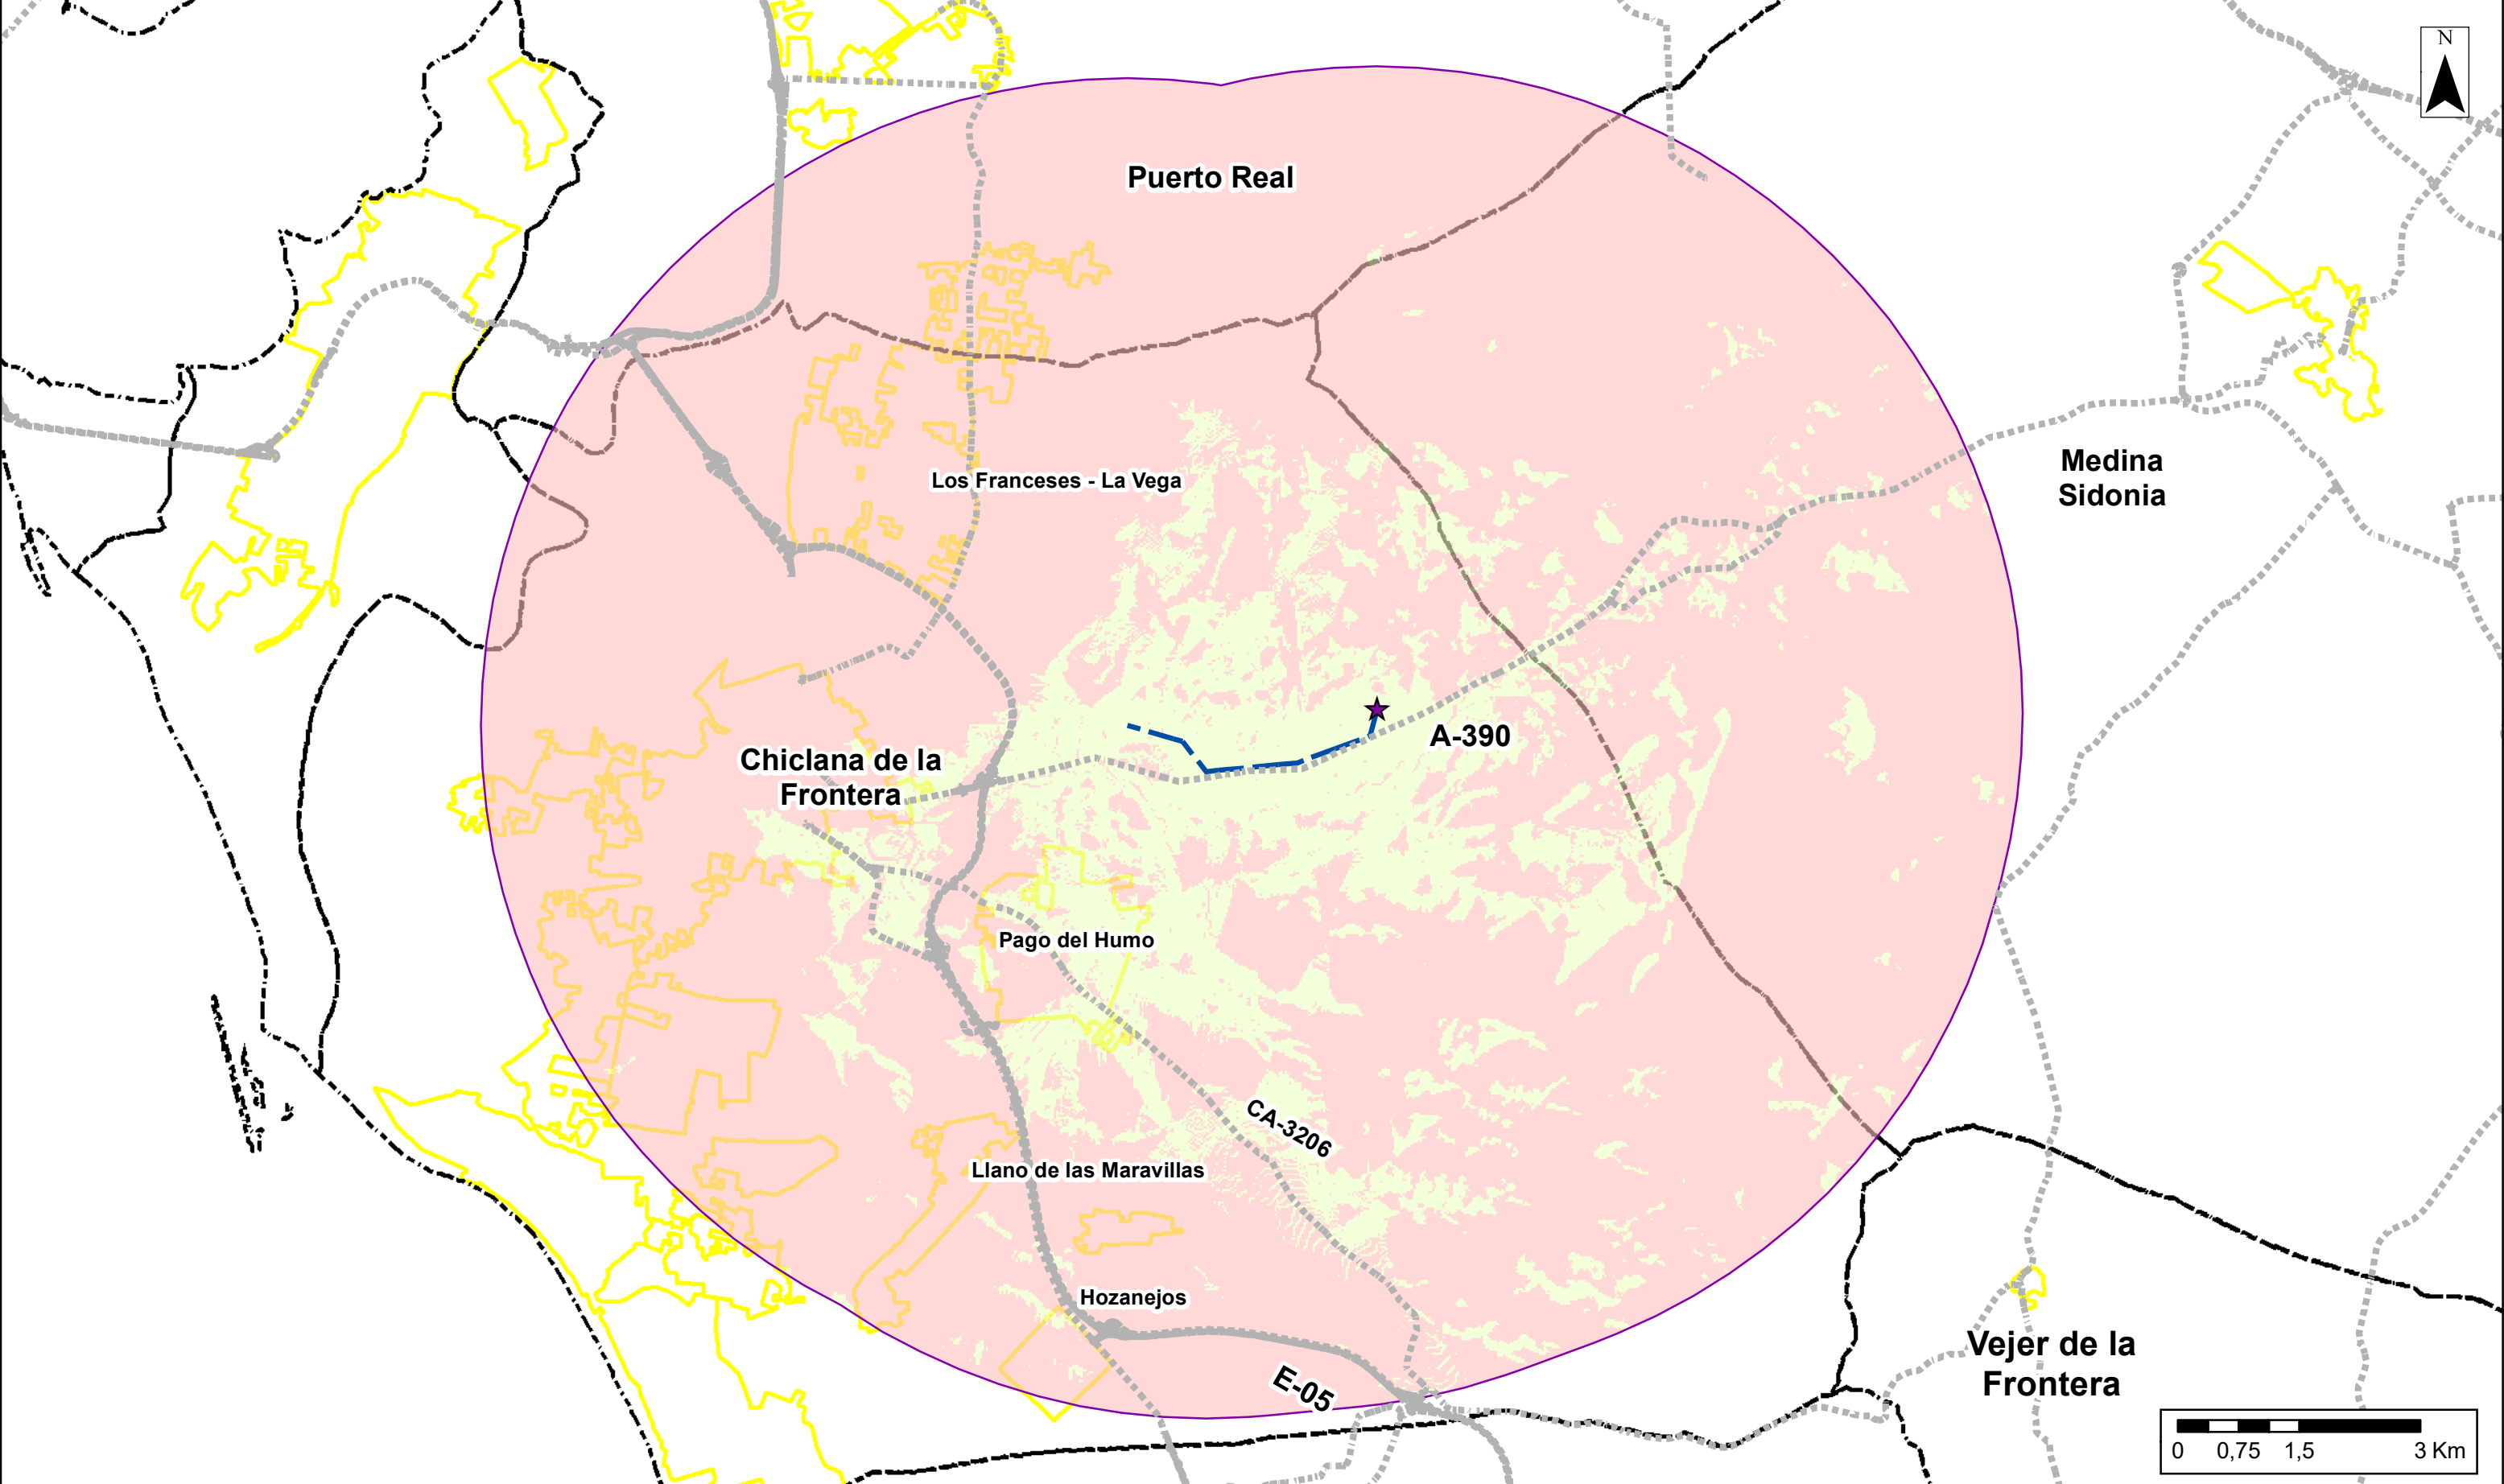 N
Puerto Real
Medina
Sidonia
Los Franceses - La Vega
A-390
Chiclana de la
Frontera
Pago del Humo
CA-3206
Llano de las Maravillas
Hozanejos
E-05
Vejer de la
Frontera
0 0,75 1,5 3 Km